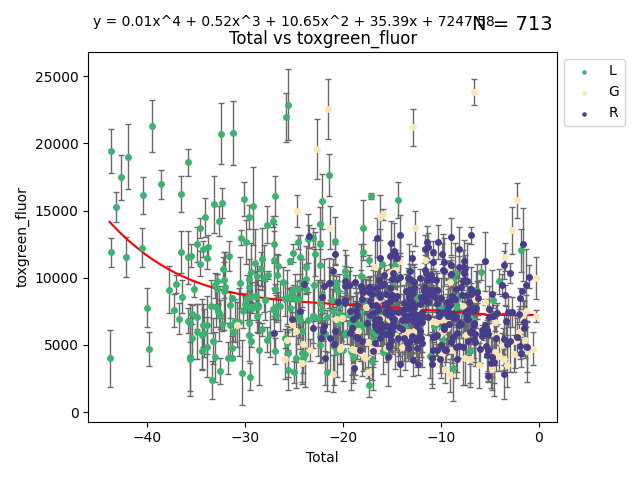 y = 0.01x^4 + 0.52x^3 + 10.65x^2 + 35.39x + 7247.58
N = 713
Total vs toxgreen_fluor
L
G
R
25000
20000
15000
10000
5000
0
toxgreen_fluor
−40
−30
−20
−10
0
Total